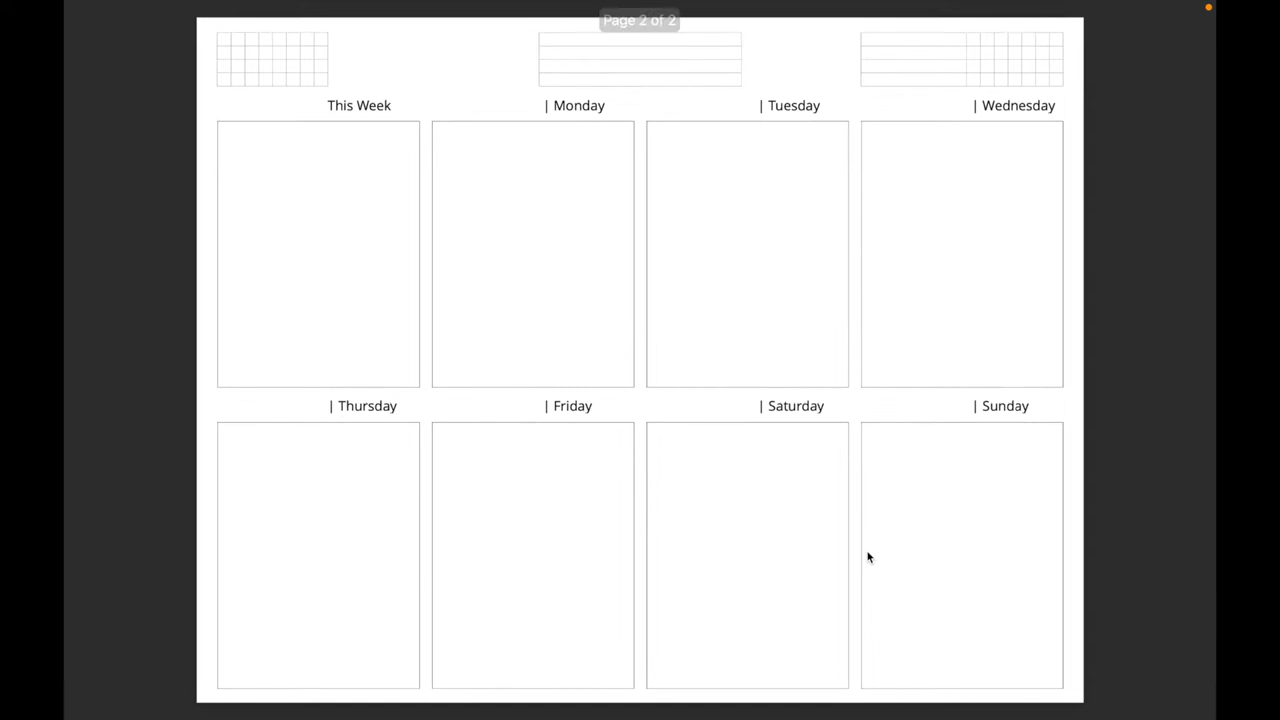 Page 2 of 2
This Week | Monday | Tuesday | Wednesday
| Thursday | Friday | Saturday | Sunday